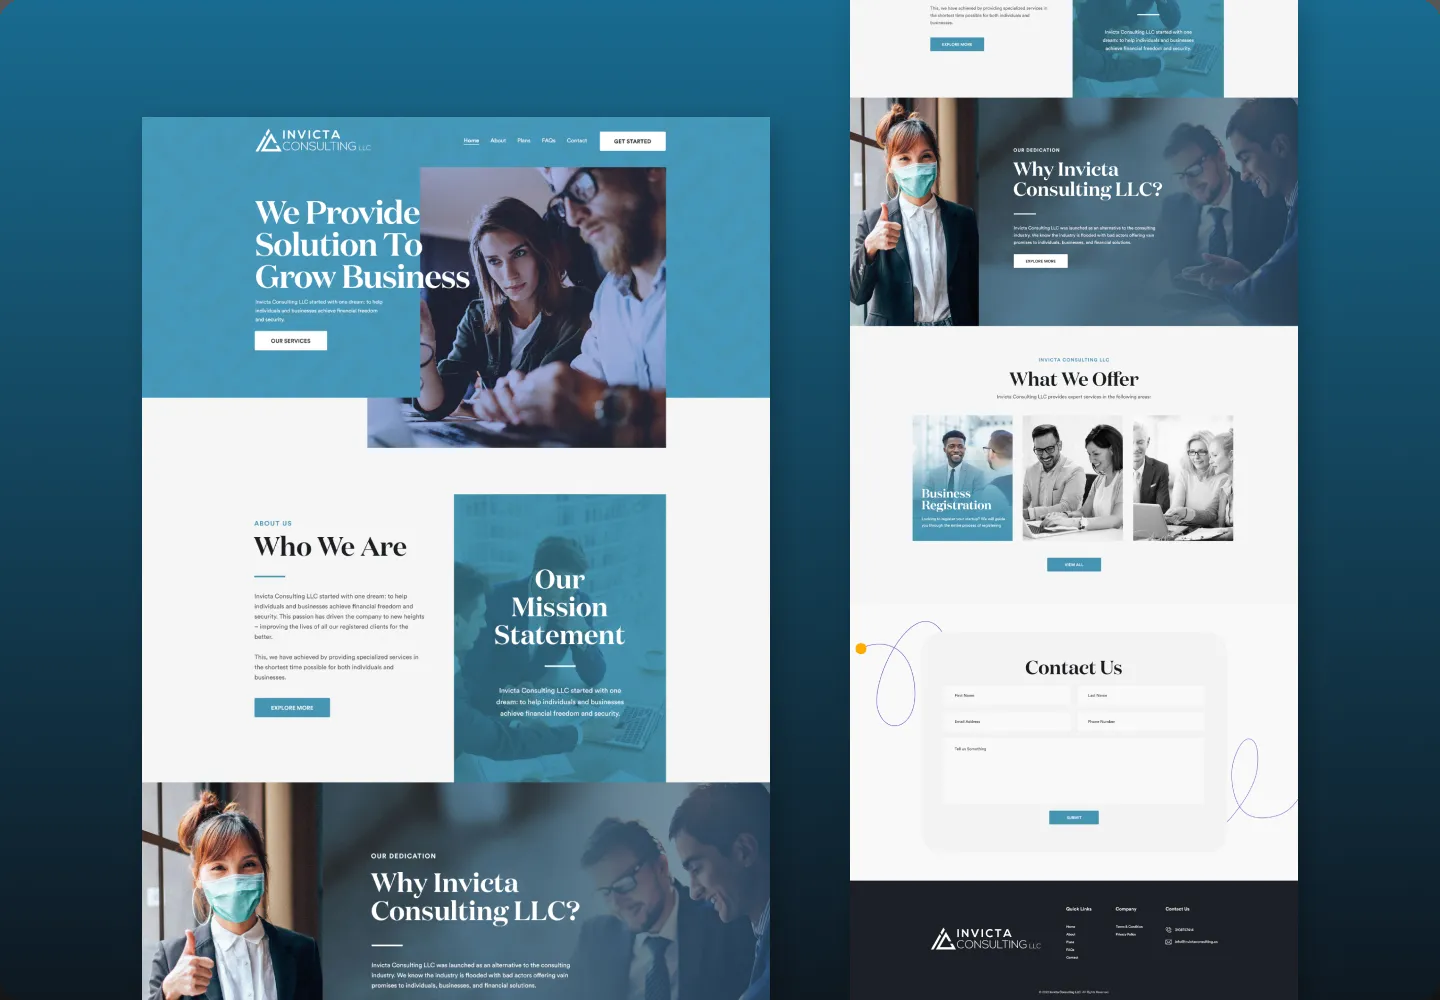 INVICTA
CONSULTING LLC
Home About Plans FAQs Contact GET STARTED
We Provide
Solution To
Grow Business
Invicta Consulting LLC started with one dream: to help
individuals and businesses achieve financial freedom
and security.
OUR SERVICES
ABOUT US
Who We Are
Invicta Consulting LLC started with one dream: to help
individuals and businesses achieve financial freedom and
security. This passion has driven the company to new heights
– improving the lives of all our registered clients for the
better.
This, we have achieved by providing specialized services in
the shortest time possible for both individuals and
businesses.
EXPLORE MORE
Our
Mission
Statement
Invicta Consulting LLC started with one
dream: to help individuals and businesses
achieve financial freedom and security.
OUR DEDICATION
Why Invicta
Consulting LLC?
Invicta Consulting LLC was launched as an alternative to the consulting
industry. We know the industry is flooded with bad actors offering vain
promises to individuals, businesses, and financial solutions.
This, we have achieved by providing specialized services in
the shortest time possible for both individuals and
businesses.
EXPLORE MORE
Invicta Consulting LLC started with one
dream: to help individuals and businesses
achieve financial freedom and security.
OUR DEDICATION
Why Invicta
Consulting LLC?
Invicta Consulting LLC was launched as an alternative to the consulting
industry. We know the industry is flooded with bad actors offering vain
promises to individuals, businesses, and financial solutions.
EXPLORE MORE
INVICTA CONSULTING LLC
What We Offer
Invicta Consulting LLC provides expert services in the following areas:
Business
Registration
Looking to register your startup? We will guide
you through the entire process of registering
VIEW ALL
Contact Us
First Name Last Name
Email Address Phone Number
Tell us Something
SUBMIT
INVICTA
CONSULTING LLC
Quick Links
Home
About
Plans
FAQs
Contact
Company
Terms & Condition
Privacy Policy
Contact Us
All Rights Reserved